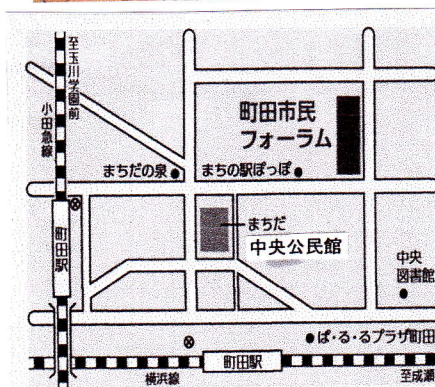 至玉川学園前
小田急線
町田市民
フォーラム
まちだの泉
まちの駅ぽっぽ
町田駅
まちだ
中央公民館
中央
図書館
ぱ・る・るプラザ町田
町田駅
横浜線
至成瀬